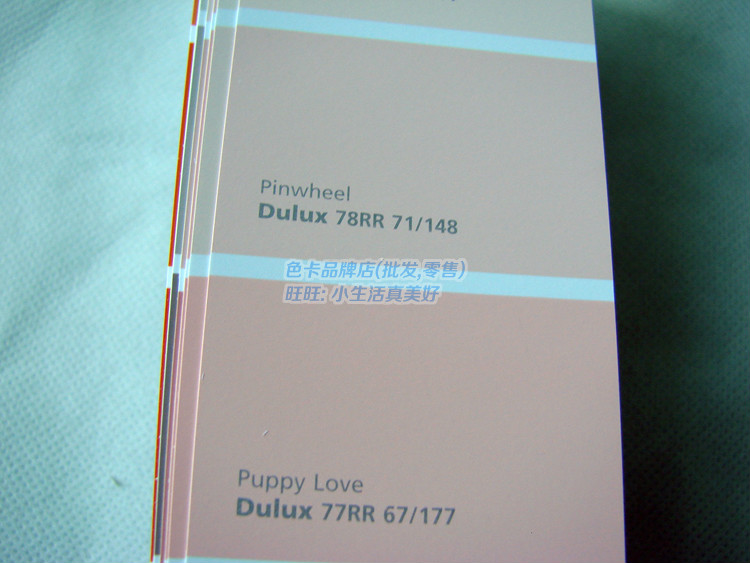 Pinwheel
Dulux 78RR 71/148
色卡品牌店(批发,零售)
旺旺: 小生活真美好
Puppy Love
Dulux 77RR 67/177